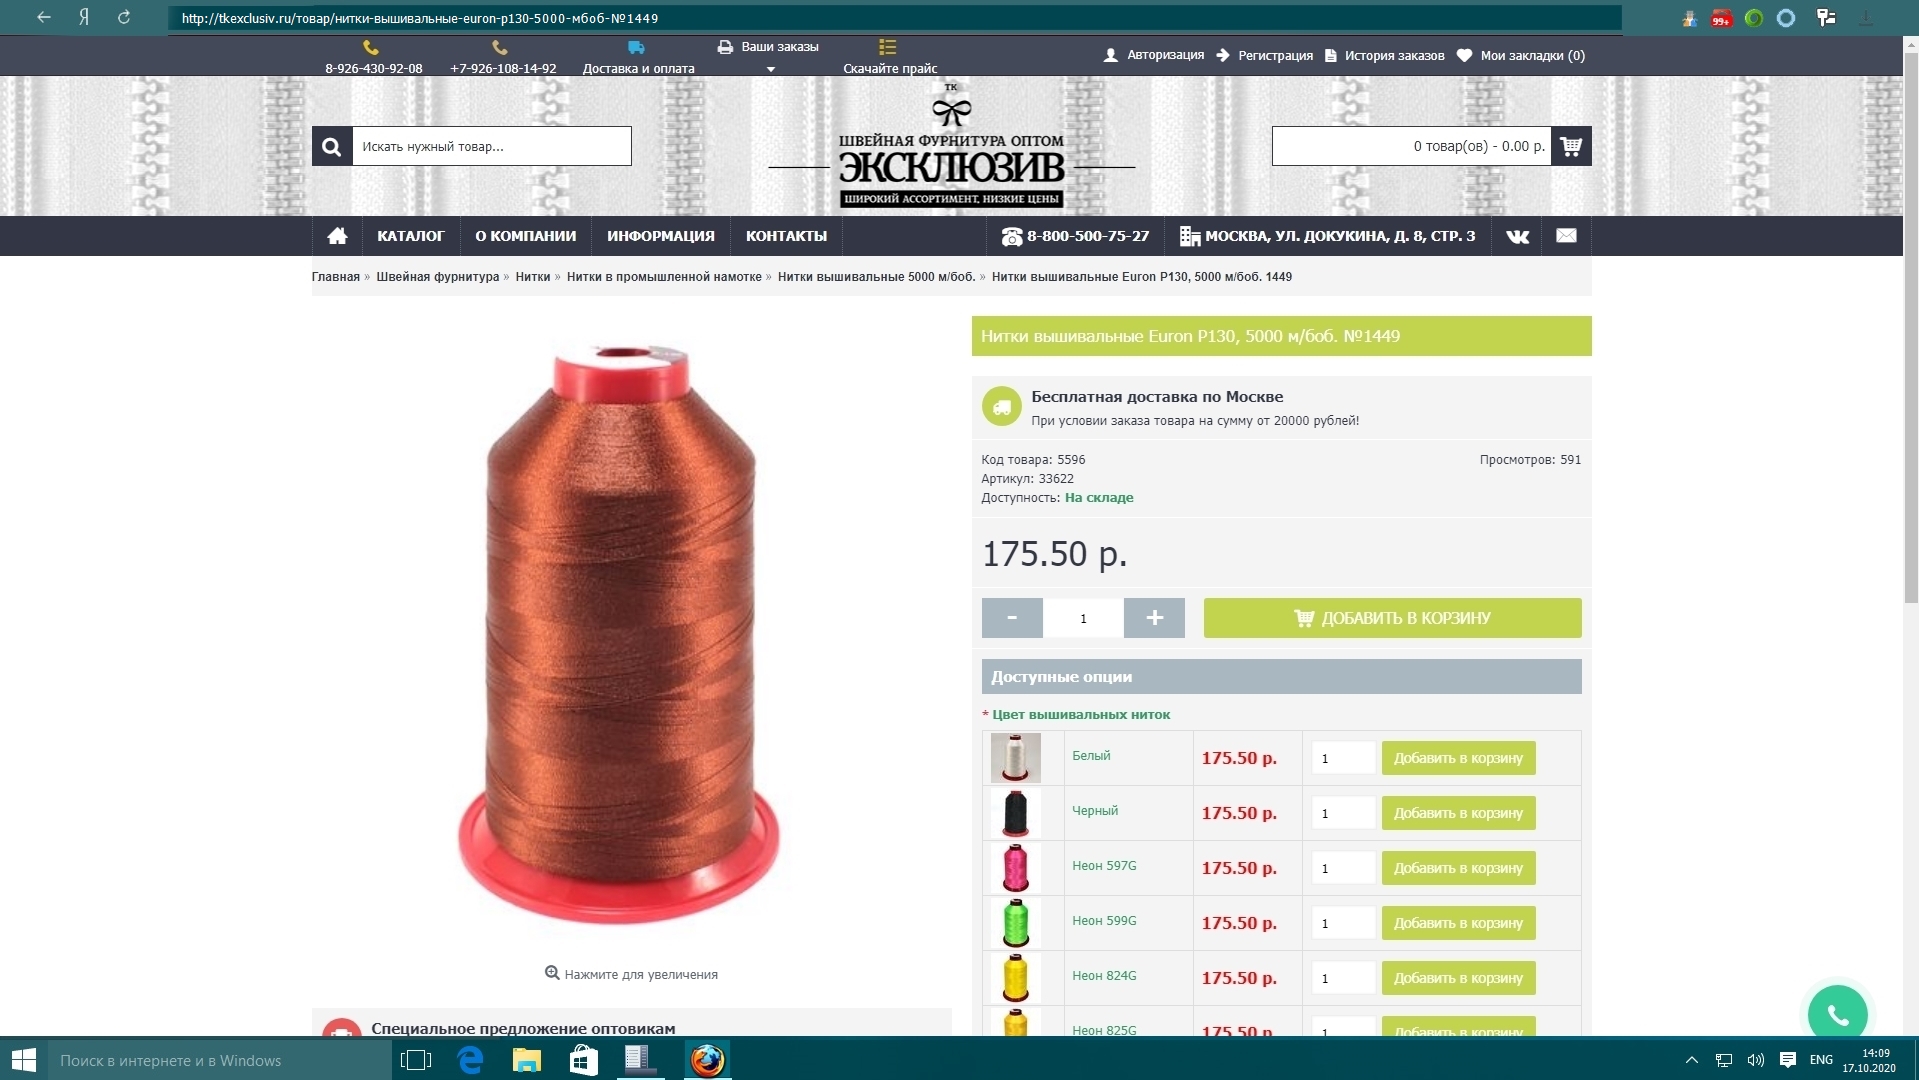 http://tkexclusiv.ru/товар/нитки-вышивальные-euron-p130-5000-мбоб-№1449
99+
8-926-430-92-08
+7-926-108-14-92
Доставка и оплата
Ваши заказы
Скачайте прайс
Авторизация
Регистрация
История заказов
Мои закладки (0)
Искать нужный товар...
ТК
ШВЕЙНАЯ ФУРНИТУРА ОПТОМ
ЭКСКЛЮЗИВ
ШИРОКИЙ АССОРТИМЕНТ, НИЗКИЕ ЦЕНЫ
0 товар(ов) - 0.00 р.
КАТАЛОГ
О КОМПАНИИ
ИНФОРМАЦИЯ
КОНТАКТЫ
8-800-500-75-27
МОСКВА, УЛ. ДОКУКИНА, Д. 8, СТР. 3
Главная » Швейная фурнитура » Нитки » Нитки в промышленной намотке » Нитки вышивальные 5000 м/боб. » Нитки вышивальные Euron P130, 5000 м/боб. 1449
Нитки вышивальные Euron P130, 5000 м/боб. №1449
Бесплатная доставка по Москве
При условии заказа товара на сумму от 20000 рублей!
Код товара: 5596
Просмотров: 591
Артикул: 33622
Доступность: На складе
175.50 р.
- 1 +
ДОБАВИТЬ В КОРЗИНУ
Доступные опции
* Цвет вышивальных ниток
Белый 175.50 р. 1 Добавить в корзину
Черный 175.50 р. 1 Добавить в корзину
Неон 597G 175.50 р. 1 Добавить в корзину
Неон 599G 175.50 р. 1 Добавить в корзину
Неон 824G 175.50 р. 1 Добавить в корзину
Неон 825G 175.50 р. 1 Добавить в корзину
Нажмите для увеличения
Специальное предложение оптовикам
Поиск в интернете и в Windows
ENG
14:09
17.10.2020